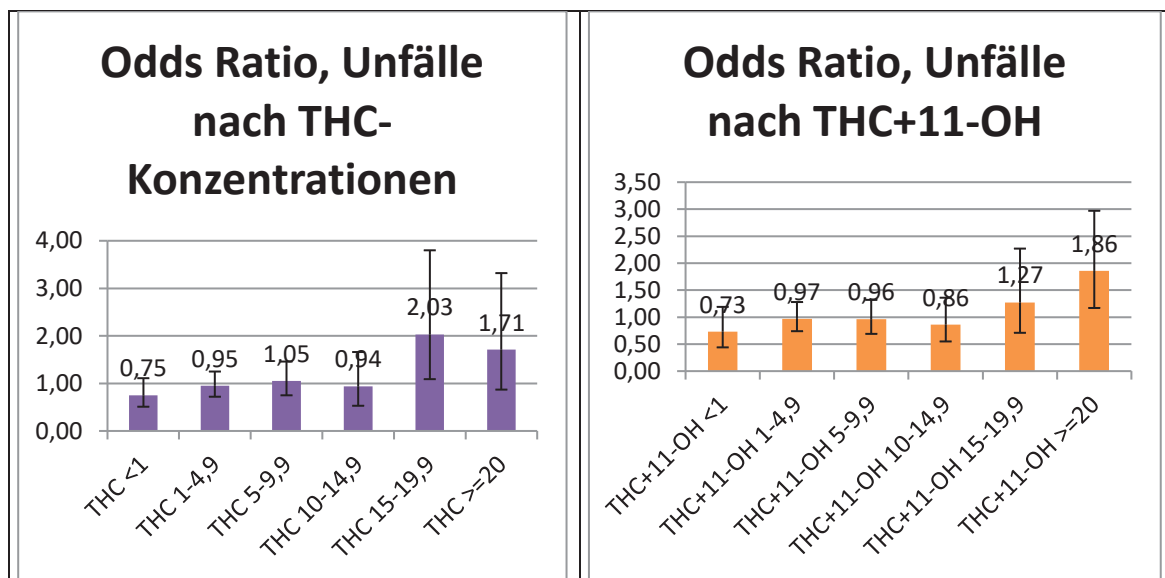 Odds Ratio, Unfälle
nach THC-
Konzentrationen
4,00
3,00
2,00
1,00
0,00
0,75
0,95
1,05
0,94
2,03
1,71
THC <1
THC 1-4,9
THC 5-9,9
THC 10-14,9
THC 15-19,9
THC >=20
Odds Ratio, Unfälle
nach THC+11-OH
3,50
3,00
2,50
2,00
1,50
1,00
0,50
0,00
0,73
0,97
0,96
0,86
1,27
1,86
THC+11-OH <1
THC+11-OH 1-4,9
THC+11-OH 5-9,9
THC+11-OH 10-14,9
THC+11-OH 15-19,9
THC+11-OH >=20